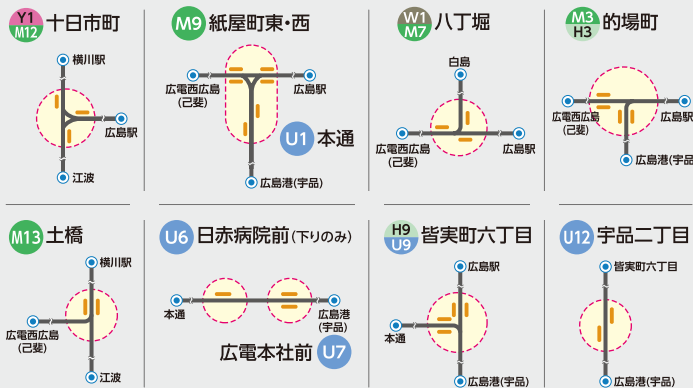 Y1
M12
十日市町
横川駅
広島駅
江波
M9
紙屋町東・西
広電西広島
(己斐)
広島駅
U1
本通
広島港(宇品)
W1
M7
八丁堀
白島
広電西広島
(己斐)
広島駅
M3
H3
的場町
広電西広島
(己斐)
広島駅
広島港(宇品)
M13
土橋
横川駅
広電西広島
(己斐)
江波
U6
日赤病院前(下りのみ)
本通
広島港
(宇品)
広電本社前
U7
H9
U9
皆実町六丁目
広島駅
本通
広島港(宇品)
U12
宇品二丁目
皆実町六丁目
広島港(宇品)